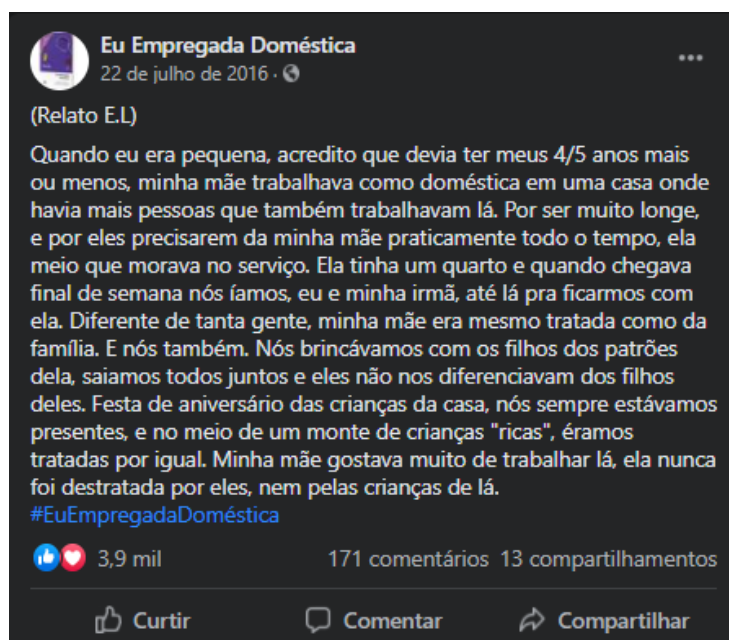 Eu Empregada Doméstica
22 de julho de 2016 ·
(Relato E.L)
Quando eu era pequena, acredito que devia ter meus 4/5 anos mais
ou menos, minha mãe trabalhava como doméstica em uma casa onde
havia mais pessoas que também trabalhavam lá. Por ser muito longe,
e por eles precisarem da minha mãe praticamente todo o tempo, ela
meio que morava no serviço. Ela tinha um quarto e quando chegava
final de semana nós íamos, eu e minha irmã, até lá pra ficarmos com
ela. Diferente de tanta gente, minha mãe era mesmo tratada como da
família. E nós também. Nós brincávamos com os filhos dos patrões
dela, saiamos todos juntos e eles não nos diferenciavam dos filhos
deles. Festa de aniversário das crianças da casa, nós sempre estávamos
presentes, e no meio de um monte de crianças "ricas", éramos
tratadas por igual. Minha mãe gostava muito de trabalhar lá, ela nunca
foi destratada por eles, nem pelas crianças de lá.
#EuEmpregadaDoméstica
3,9 mil 171 comentários 13 compartilhamentos
Curtir Comentar Compartilhar